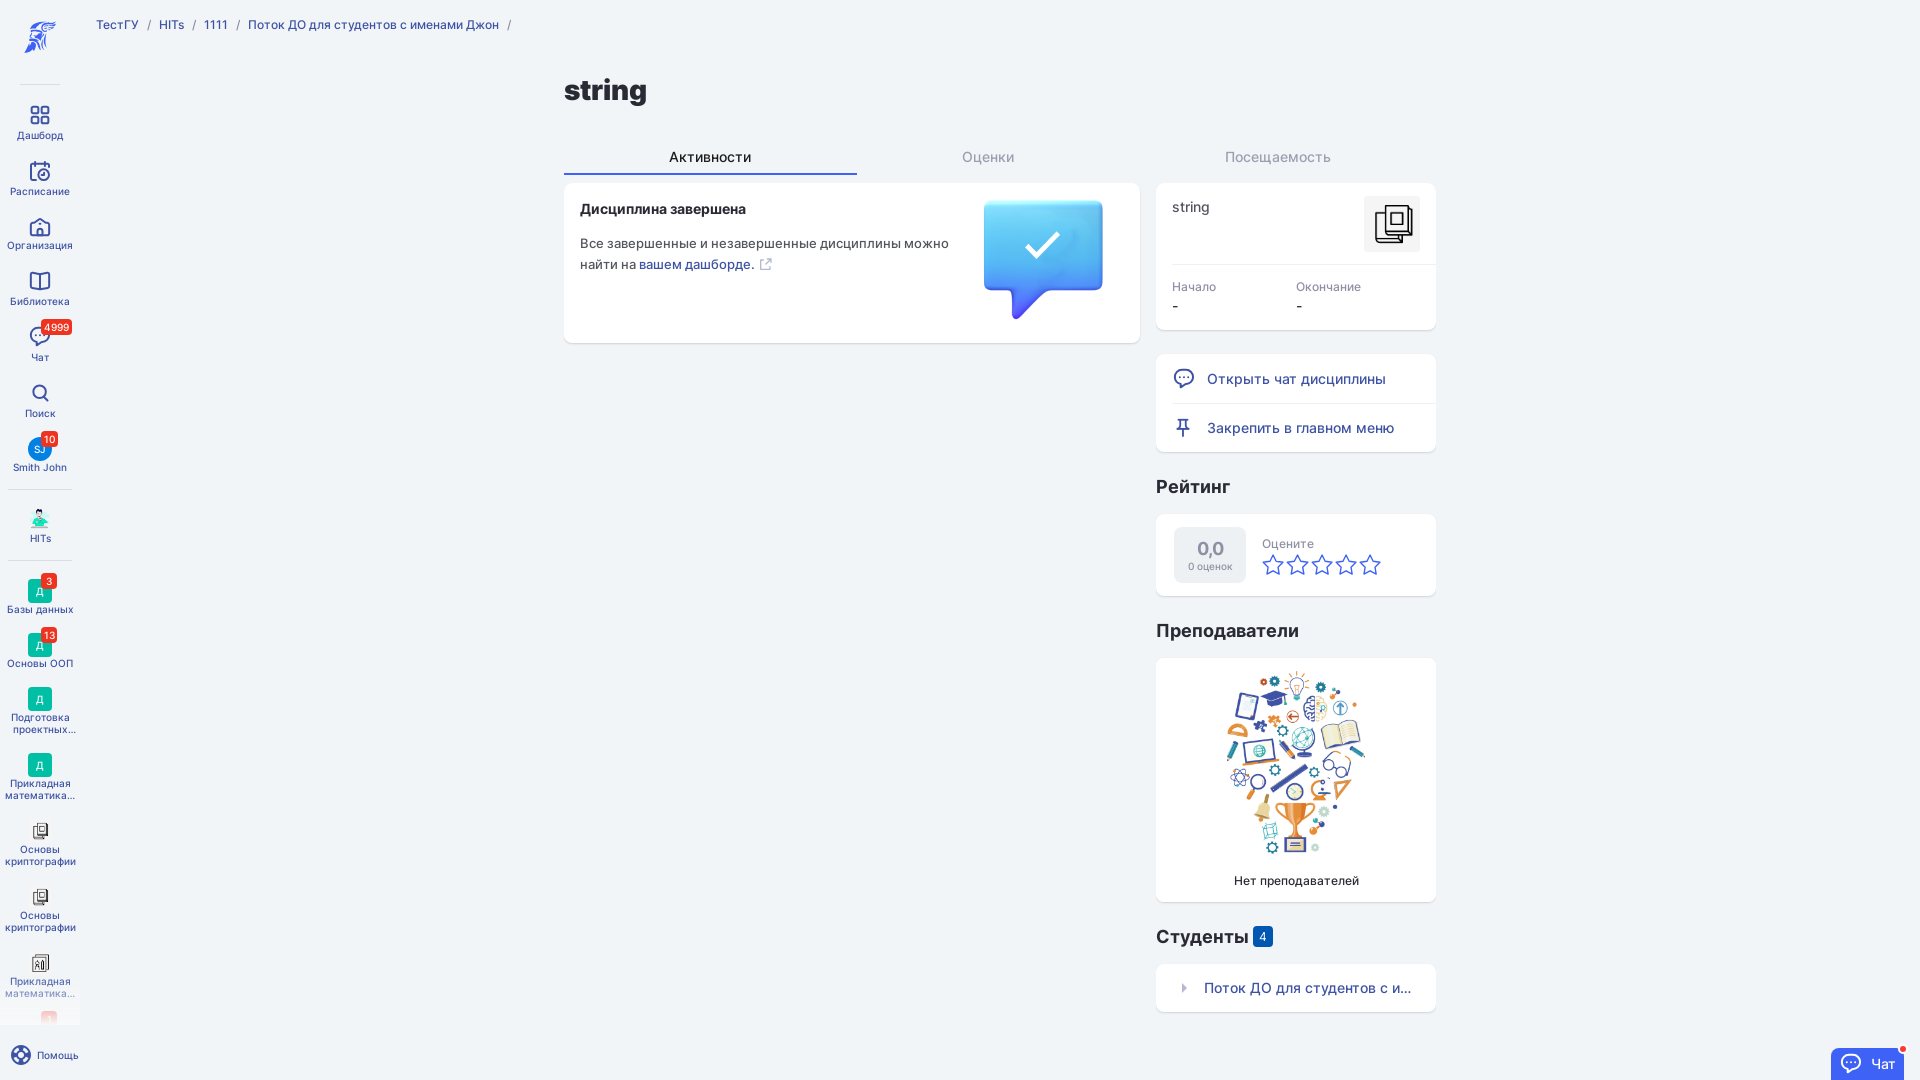 ТестГУ / HITs / 1111 / Поток ДО для студентов с именами Джон /
string
Активности
Оценки
Посещаемость
Дисциплина завершена
Все завершенные и незавершенные дисциплины можно
найти на вашем дашборде.
string
Начало
Окончание
-
-
Открыть чат дисциплины
Закрепить в главном меню
Рейтинг
0,0
0 оценок
Оцените
Преподаватели
Нет преподавателей
Студенты 4
Поток ДО для студентов с и...
Дашборд
Расписание
Организация
Библиотека
4999
Чат
Поиск
10
SJ
Smith John
HITs
3
Д
Базы данных
13
Д
Основы ООП
Д
Подготовка
проектных...
Д
Прикладная
математика...
Основы
криптографии
Основы
криптографии
Прикладная
математика...
1
Помощь
Чат